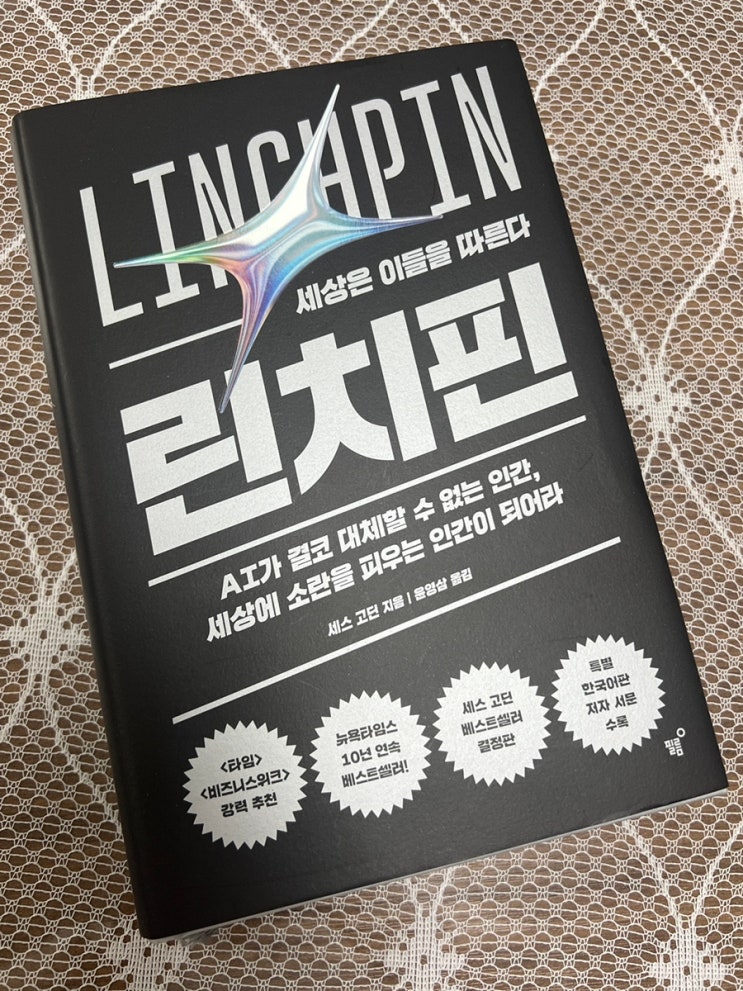 LINCHPIN
세상은 이들을 따른다
린치핀
AI가 결코 대체할 수 없는 인간,
세상에 소란을 피우는 인간이 되어라
세스 고딘 지음 | 윤영삼 옮김
<타임>
<비즈니스위크>
강력 추천
뉴욕타임스
10년 연속
베스트셀러!
세스 고딘
베스트셀러
결정판
특별
한국어판
저자 서문
수록
필름